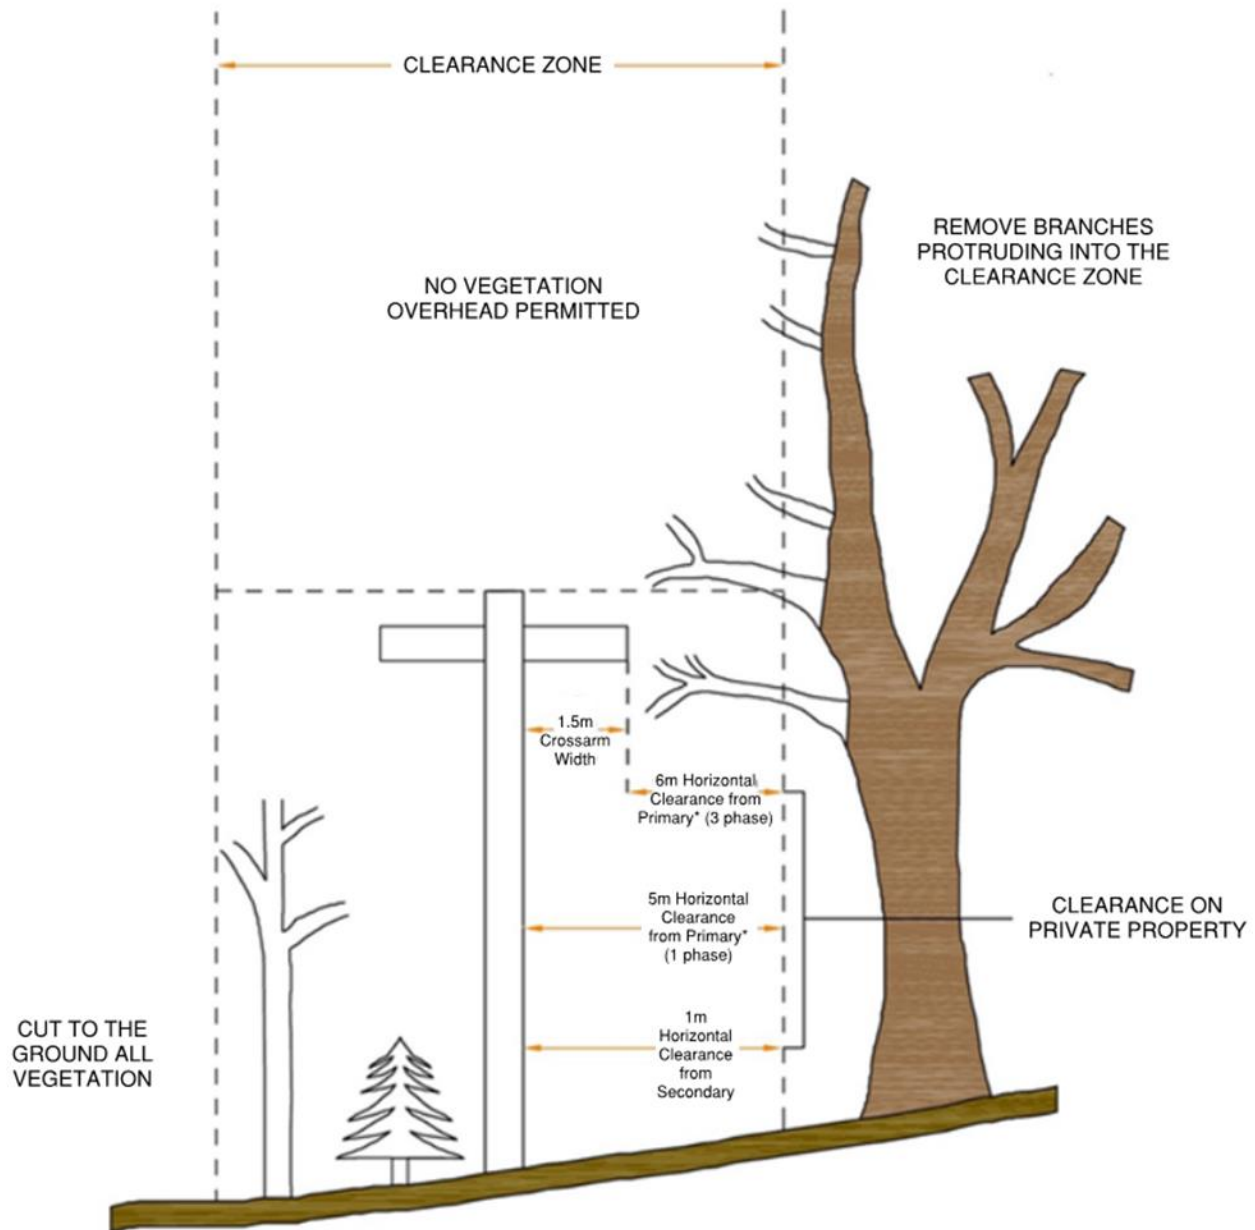 CLEARANCE ZONE
REMOVE BRANCHES
PROTRUDING INTO THE
CLEARANCE ZONE
NO VEGETATION
OVERHEAD PERMITTED
1.5m
Crossarm
Width
6m Horizontal
Clearance from
Primary* (3 phase)
5m Horizontal
Clearance
from Primary*
(1 phase)
CLEARANCE ON
PRIVATE PROPERTY
1m
Horizontal
Clearance
from
Secondary
CUT TO THE
GROUND ALL
VEGETATION